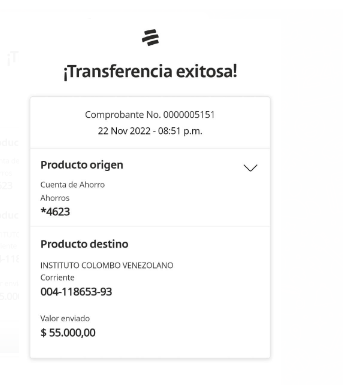 ¡Transferencia exitosa!
Comprobante No. 0000005151
22 Nov 2022 - 08:51 p.m.
Producto origen
Cuenta de Ahorro
Ahorros
*4623
Producto destino
INSTITUTO COLOMBO VENEZOLANO
Corriente
004-118653-93
Valor enviado
$ 55.000,00